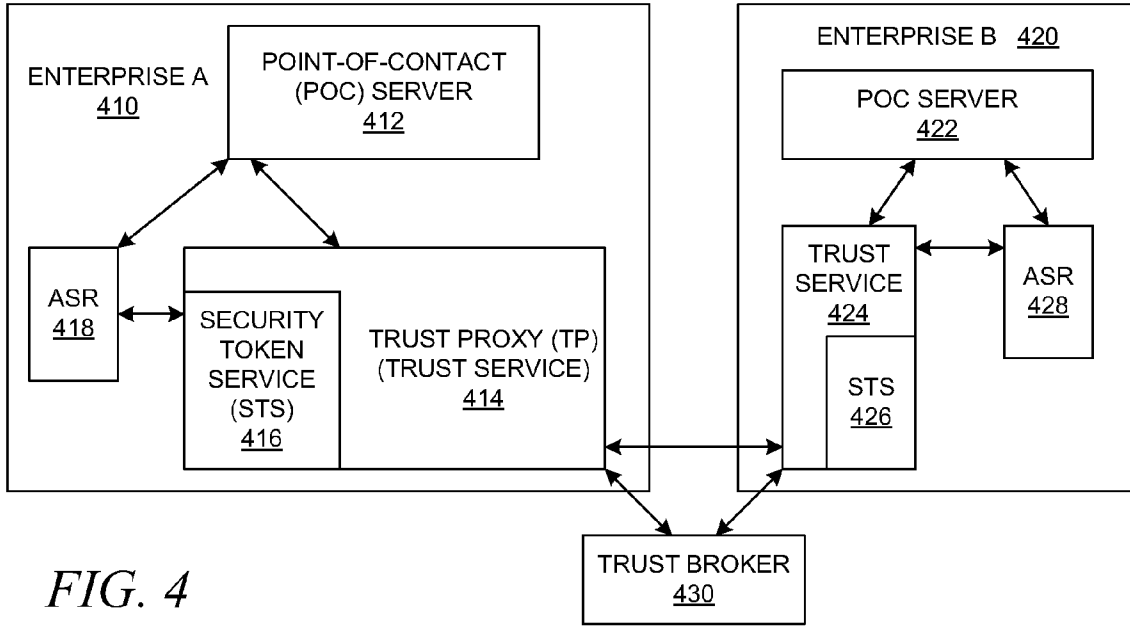 ENTERPRISE A
410
POINT-OF-CONTACT
(POC) SERVER
412
ASR
418
SECURITY
TOKEN
SERVICE
(STS)
416
TRUST PROXY (TP)
(TRUST SERVICE)
414
ENTERPRISE B 420
POC SERVER
422
TRUST
SERVICE
424
STS
426
ASR
428
TRUST BROKER
430
FIG. 4